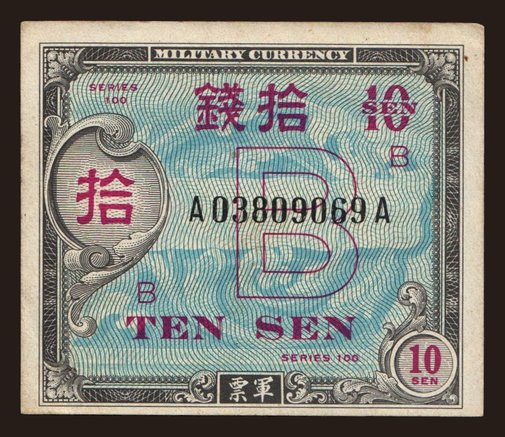 MILITARY CURRENCY
SERIES
100
錢拾
10
SEN
B
拾
B
A03809069A
B
TEN SEN
SERIES 100
10
SEN
票軍